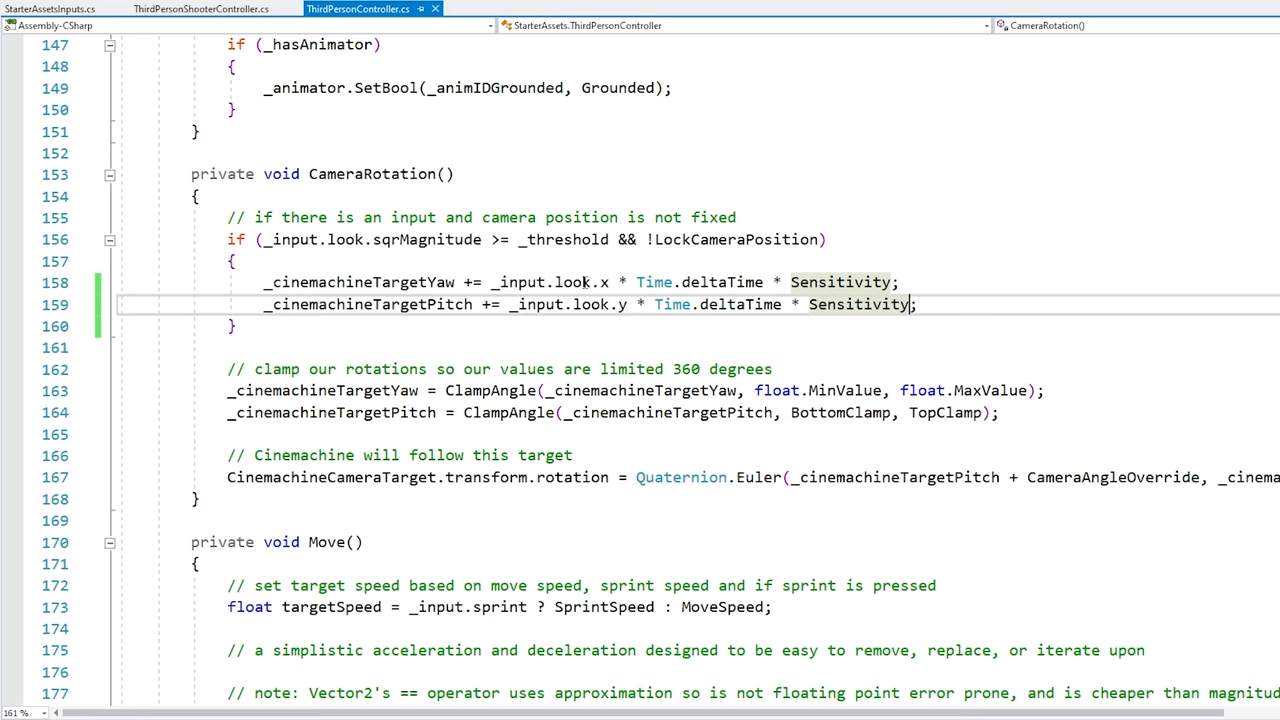 StarterAssetsInputs.cs ThirdPersonShooterController.cs ThirdPersonController.cs
Assembly-CSharp StarterAssets.ThirdPersonController CameraRotation()
147 if (_hasAnimator)
148 {
149 _animator.SetBool(_animIDGrounded, Grounded);
150 }
151 }
152
153 private void CameraRotation()
154 {
155 // if there is an input and camera position is not fixed
156 if (_input.look.sqrMagnitude >= _threshold && !LockCameraPosition)
157 {
158 _cinemachineTargetYaw += _input.look.x * Time.deltaTime * Sensitivity;
159 _cinemachineTargetPitch += _input.look.y * Time.deltaTime * Sensitivity;
160 }
161
162 // clamp our rotations so our values are limited 360 degrees
163 _cinemachineTargetYaw = ClampAngle(_cinemachineTargetYaw, float.MinValue, float.MaxValue);
164 _cinemachineTargetPitch = ClampAngle(_cinemachineTargetPitch, BottomClamp, TopClamp);
165
166 // Cinemachine will follow this target
167 CinemachineCameraTarget.transform.rotation = Quaternion.Euler(_cinemachineTargetPitch + CameraAngleOverride, _cinema
168 }
169
170 private void Move()
171 {
172 // set target speed based on move speed, sprint speed and if sprint is pressed
173 float targetSpeed = _input.sprint ? SprintSpeed : MoveSpeed;
174
175 // a simplistic acceleration and deceleration designed to be easy to remove, replace, or iterate upon
176
177 // note: Vector2's == operator uses approximation so is not floating point error prone, and is cheaper than magnitud
161 %